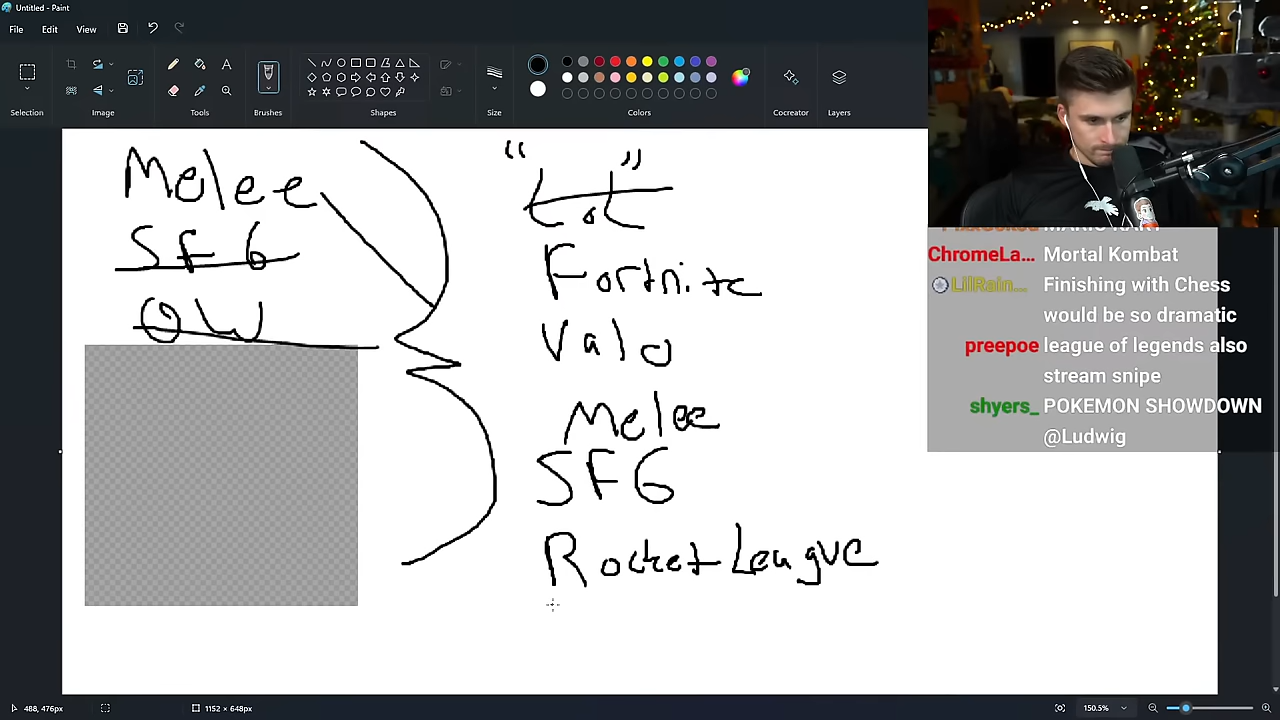 Untitled - Paint
File Edit View
Selection Image Tools Brushes Shapes Size Colors Cocreator Layers
Melee
SF6
OW
"LoL"
Fortnite
Valo
Melee
SF6
Rocket League
ChromeLa... Mortal Kombat
LilRain... Finishing with Chess
would be so dramatic
preepoe league of legends also
stream snipe
shyers_ POKEMON SHOWDOWN
@Ludwig
488, 476px
1152 × 648px
150.5%